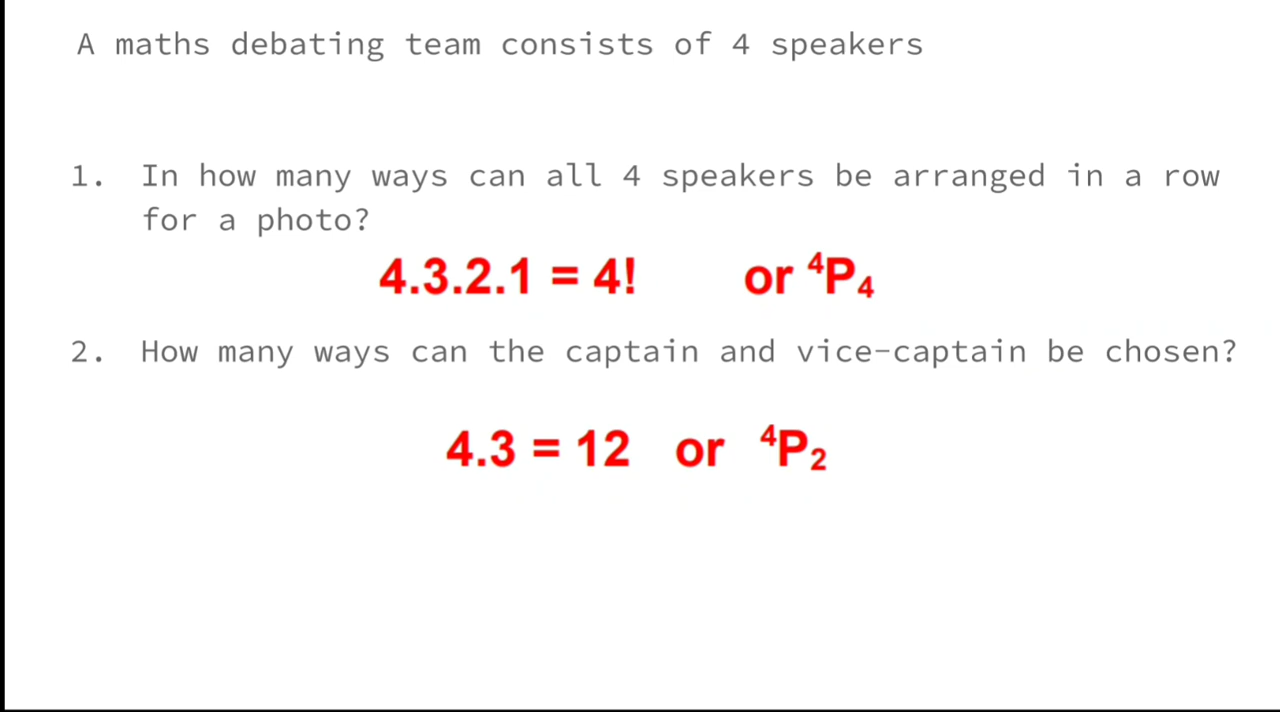 A maths debating team consists of 4 speakers
1. In how many ways can all 4 speakers be arranged in a row
for a photo?
4.3.2.1 = 4! or ⁴P₄
2. How many ways can the captain and vice-captain be chosen?
4.3 = 12 or ⁴P₂